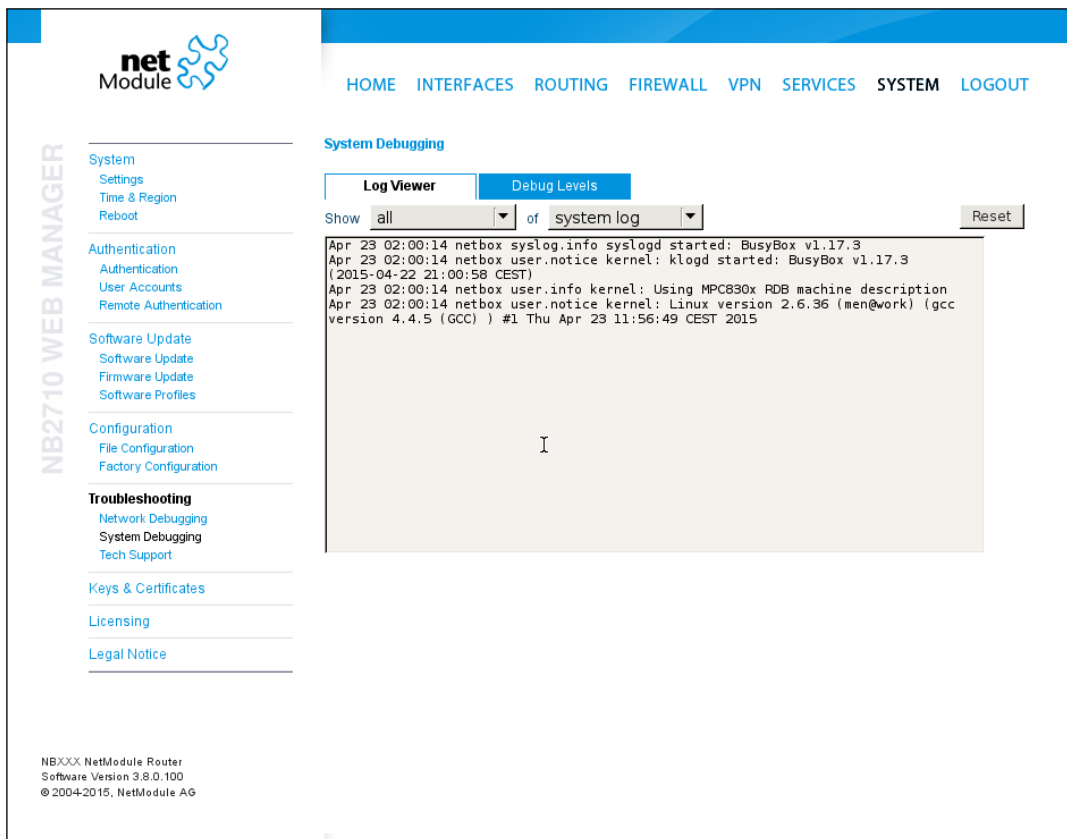 net
Module
HOME INTERFACES ROUTING FIREWALL VPN SERVICES SYSTEM LOGOUT
NB2710 WEB MANAGER
System
Settings
Time & Region
Reboot
Authentication
Authentication
User Accounts
Remote Authentication
Software Update
Software Update
Firmware Update
Software Profiles
Configuration
File Configuration
Factory Configuration
Troubleshooting
Network Debugging
System Debugging
Tech Support
Keys & Certificates
Licensing
Legal Notice
System Debugging
Log Viewer Debug Levels
Show all of system log Reset
Apr 23 02:00:14 netbox syslog.info syslogd started: BusyBox v1.17.3
Apr 23 02:00:14 netbox user.notice kernel: klogd started: BusyBox v1.17.3
(2015-04-22 21:00:58 CEST)
Apr 23 02:00:14 netbox user.info kernel: Using MPC830x RDB machine description
Apr 23 02:00:14 netbox user.notice kernel: Linux version 2.6.36 (men@work) (gcc
version 4.4.5 (GCC) ) #1 Thu Apr 23 11:56:49 CEST 2015
NBXXX NetModule Router
Software Version 3.8.0.100
© 2004-2015, NetModule AG